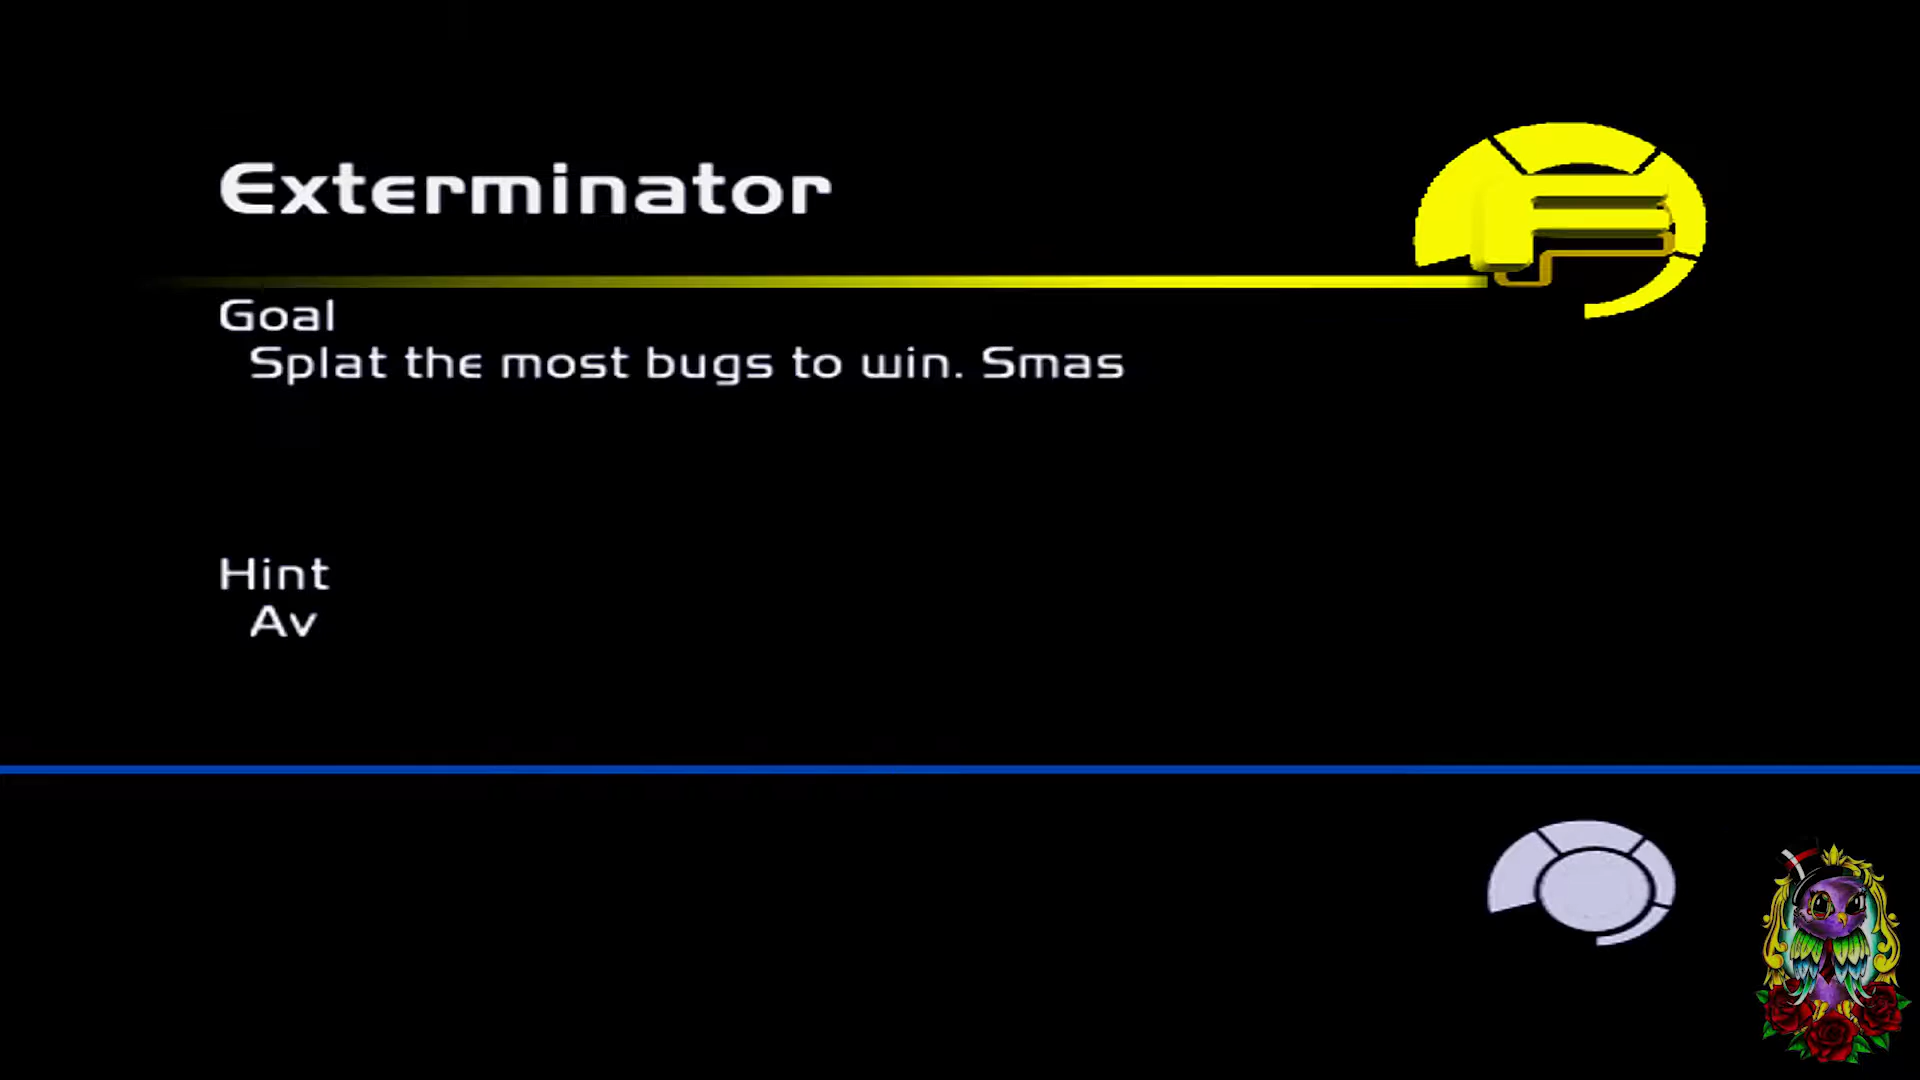 Exterminator
Goal
Splat the most bugs to win. Smas
Hint
Av